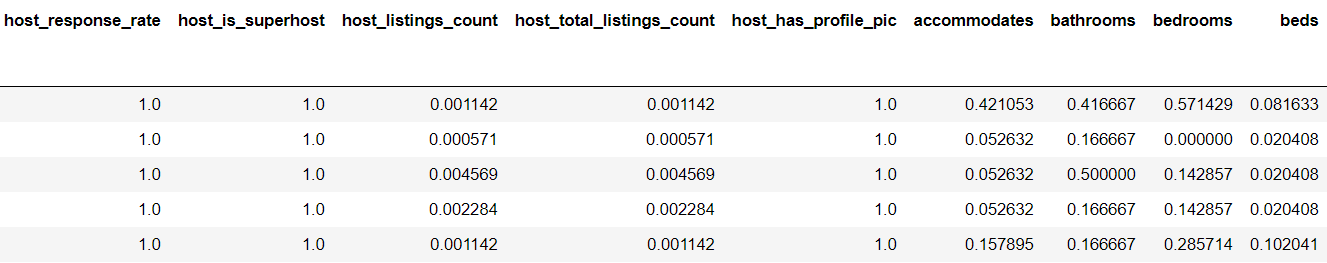 host_response_rate host_is_superhost host_listings_count host_total_listings_count host_has_profile_pic accommodates bathrooms bedrooms beds
1.0 1.0 0.001142 0.001142 1.0 0.421053 0.416667 0.571429 0.081633
1.0 1.0 0.000571 0.000571 1.0 0.052632 0.166667 0.000000 0.020408
1.0 1.0 0.004569 0.004569 1.0 0.052632 0.500000 0.142857 0.020408
1.0 1.0 0.002284 0.002284 1.0 0.052632 0.166667 0.142857 0.020408
1.0 1.0 0.001142 0.001142 1.0 0.157895 0.166667 0.285714 0.102041